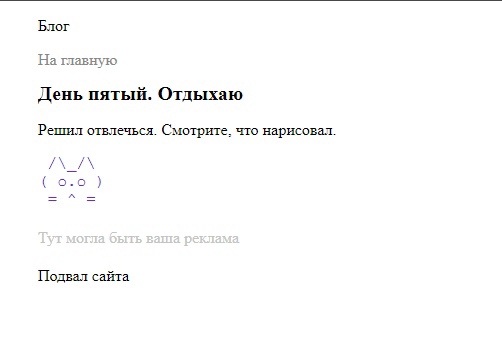 Блог
На главную
День пятый. Отдыхаю
Решил отвлечься. Смотрите, что нарисовал.
 /\_/\
( o.o )
 = ^ =
Тут могла быть ваша реклама
Подвал сайта